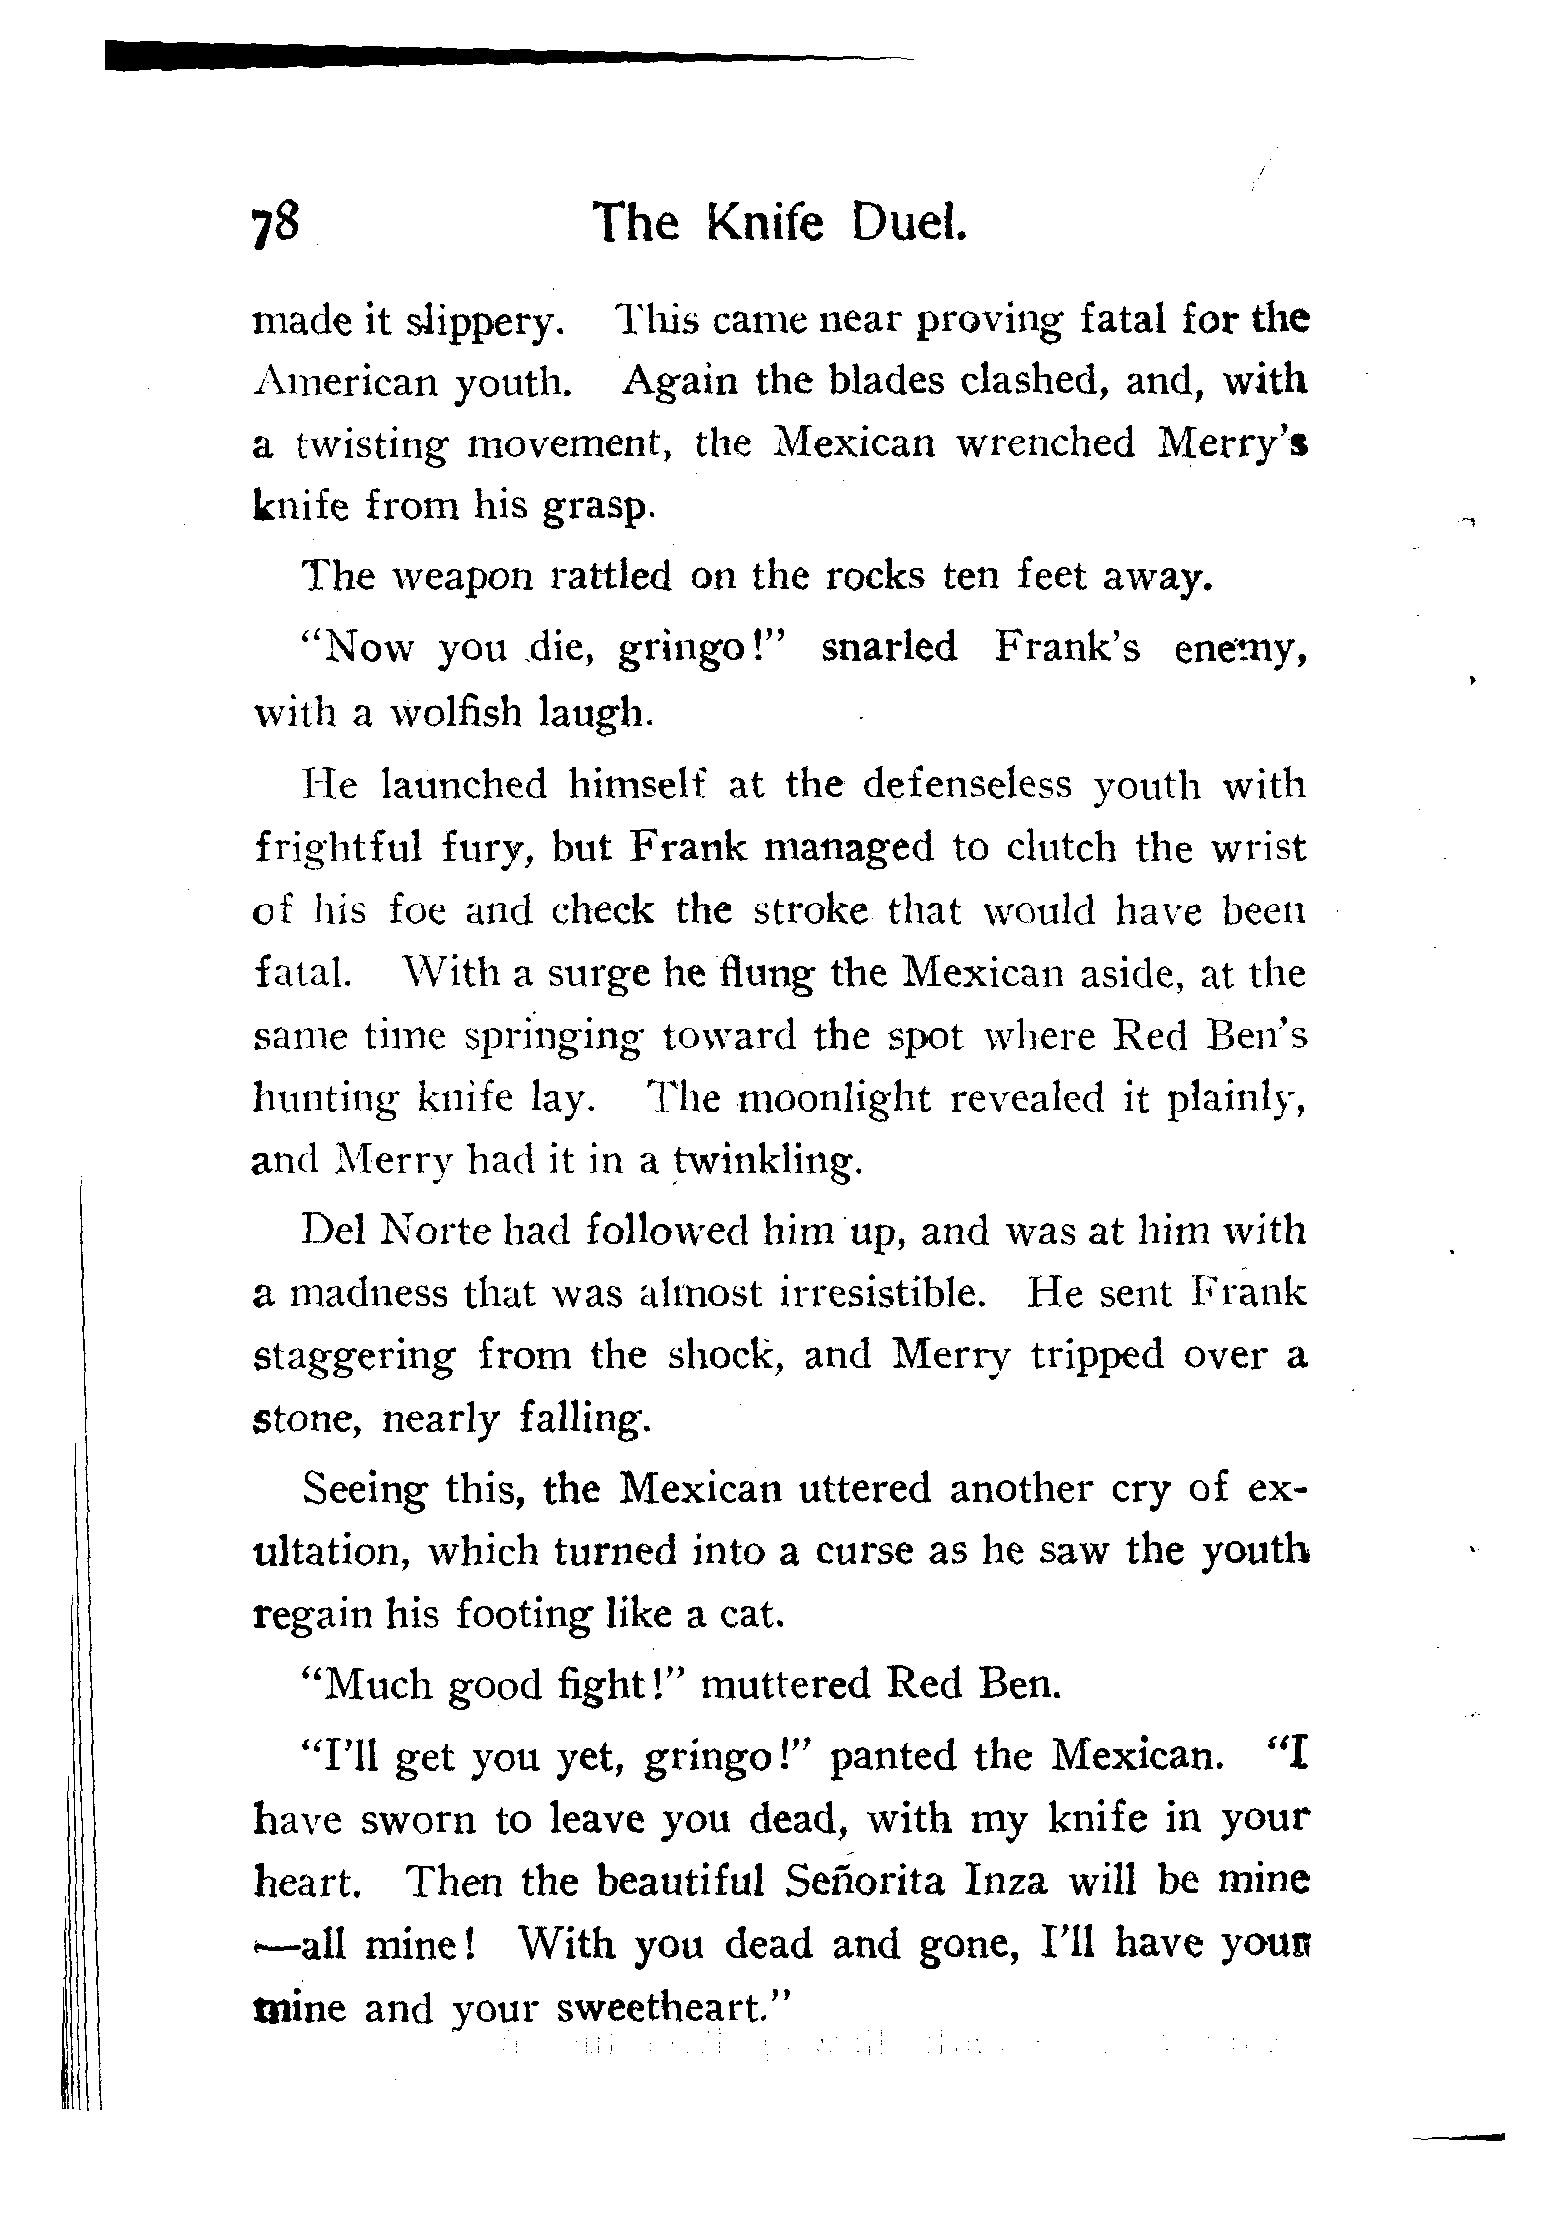 78 The Knife Duel.
made it slippery. This came near proving fatal for the
American youth. Again the blades clashed, and, with
a twisting movement, the Mexican wrenched Merry's
knife from his grasp.
The weapon rattled on the rocks ten feet away.
"Now you die, gringo!" snarled Frank's enemy,
with a wolfish laugh.
He launched himself at the defenseless youth with
frightful fury, but Frank managed to clutch the wrist
of his foe and check the stroke that would have been
fatal. With a surge he flung the Mexican aside, at the
same time springing toward the spot where Red Ben's
hunting knife lay. The moonlight revealed it plainly,
and Merry had it in a twinkling.
Del Norte had followed him up, and was at him with
a madness that was almost irresistible. He sent Frank
staggering from the shock, and Merry tripped over a
stone, nearly falling.
Seeing this, the Mexican uttered another cry of ex-
ultation, which turned into a curse as he saw the youth
regain his footing like a cat.
"Much good fight!" muttered Red Ben.
"I'll get you yet, gringo!" panted the Mexican. "I
have sworn to leave you dead, with my knife in your
heart. Then the beautiful Señorita Inza will be mine
—all mine! With you dead and gone, I'll have your
mine and your sweetheart."